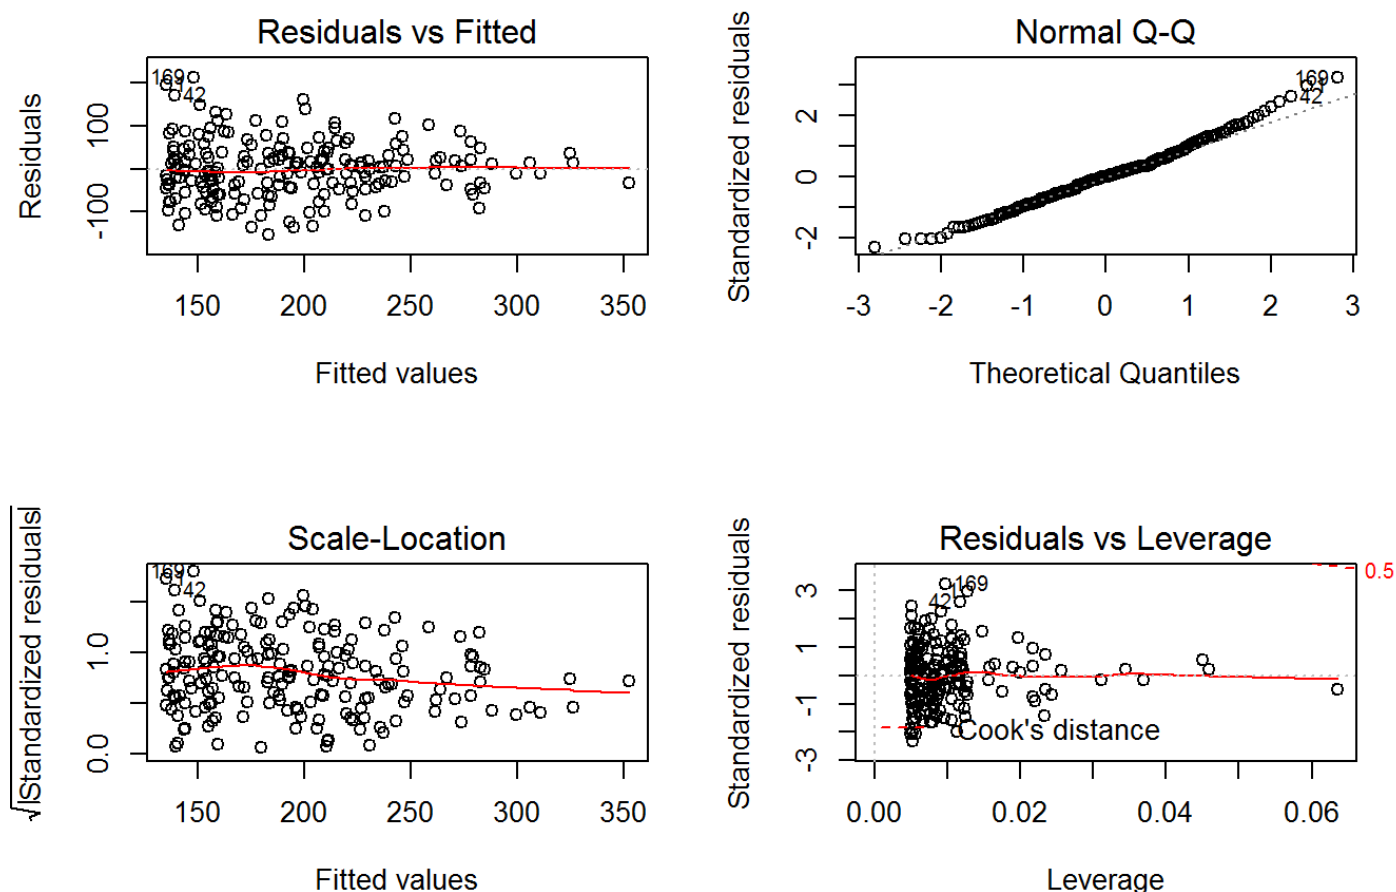 Residuals vs Fitted
Residuals
-100 100
169
42
150 200 250 300 350
Fitted values
Normal Q-Q
Standardized residuals
-2 0 2
169
1
42
-3 -2 -1 0 1 2 3
Theoretical Quantiles
Scale-Location
√|Standardized residuals|
0.0 1.0
169
42
150 200 250 300 350
Fitted values
Residuals vs Leverage
Standardized residuals
-3 -1 1 3
169
1
42
0.5
Cook's distance
0.00 0.02 0.04 0.06
Leverage